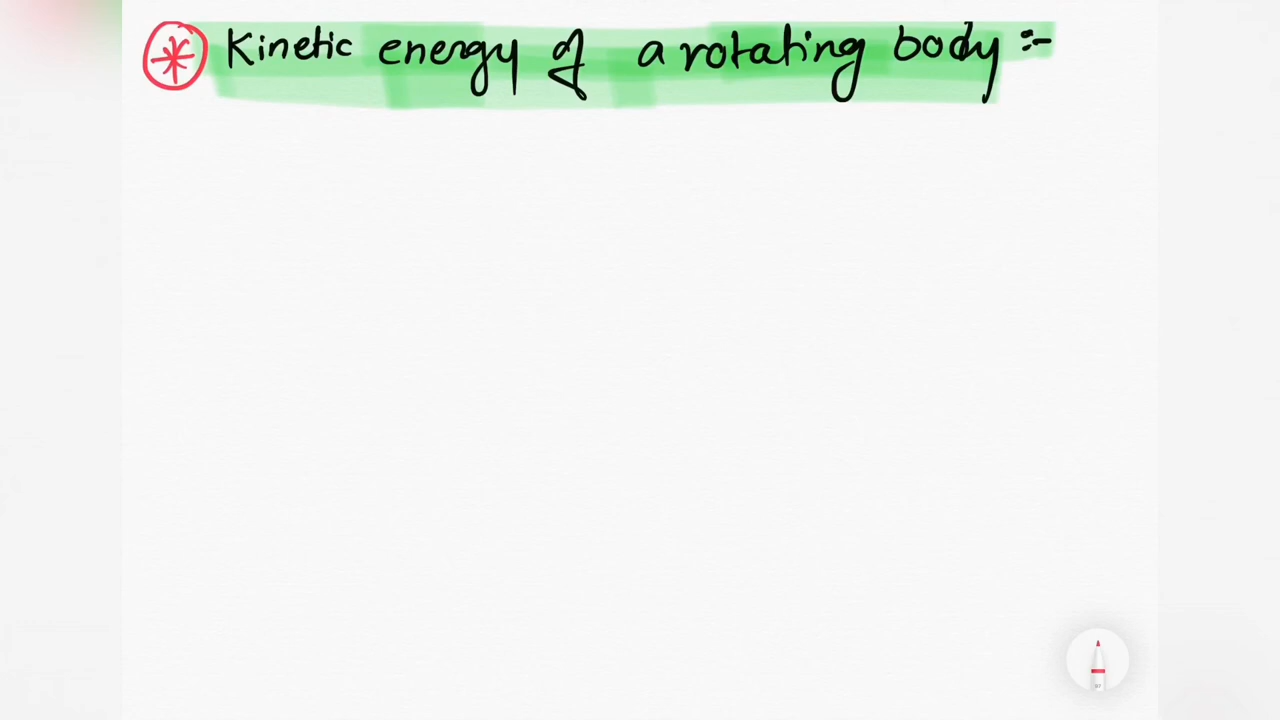 * Kinetic energy of a rotating body :-